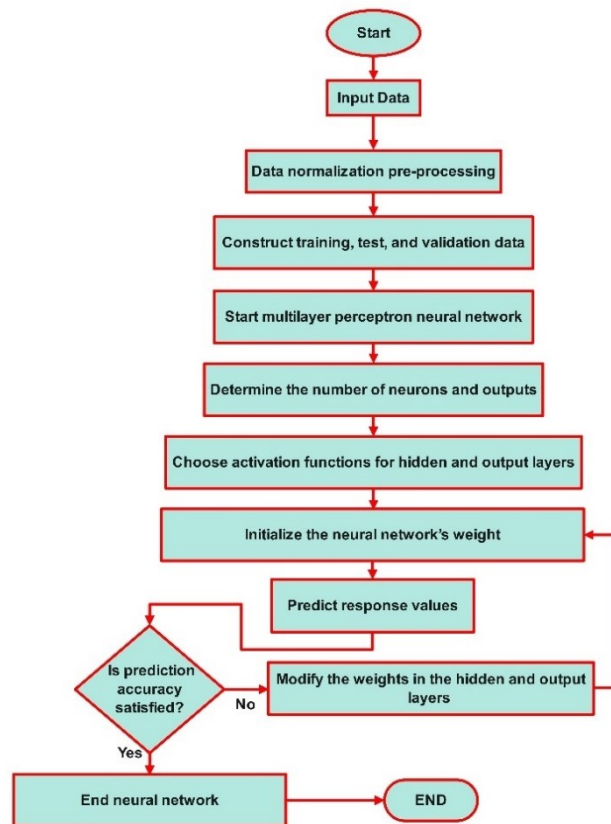 Start
Input Data
Data normalization pre-processing
Construct training, test, and validation data
Start multilayer perceptron neural network
Determine the number of neurons and outputs
Choose activation functions for hidden and output layers
Initialize the neural network's weight
Predict response values
Is prediction
accuracy
satisfied?
No
Modify the weights in the hidden and output
layers
Yes
End neural network
END